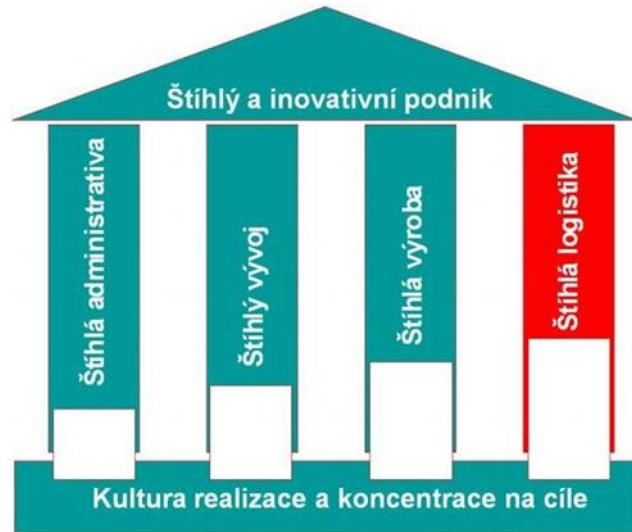 Štíhlý a inovativní podnik
Štíhlá administrativa
Štíhlý vývoj
Štíhlá výroba
Štíhlá logistika
Kultura realizace a koncentrace na cíle